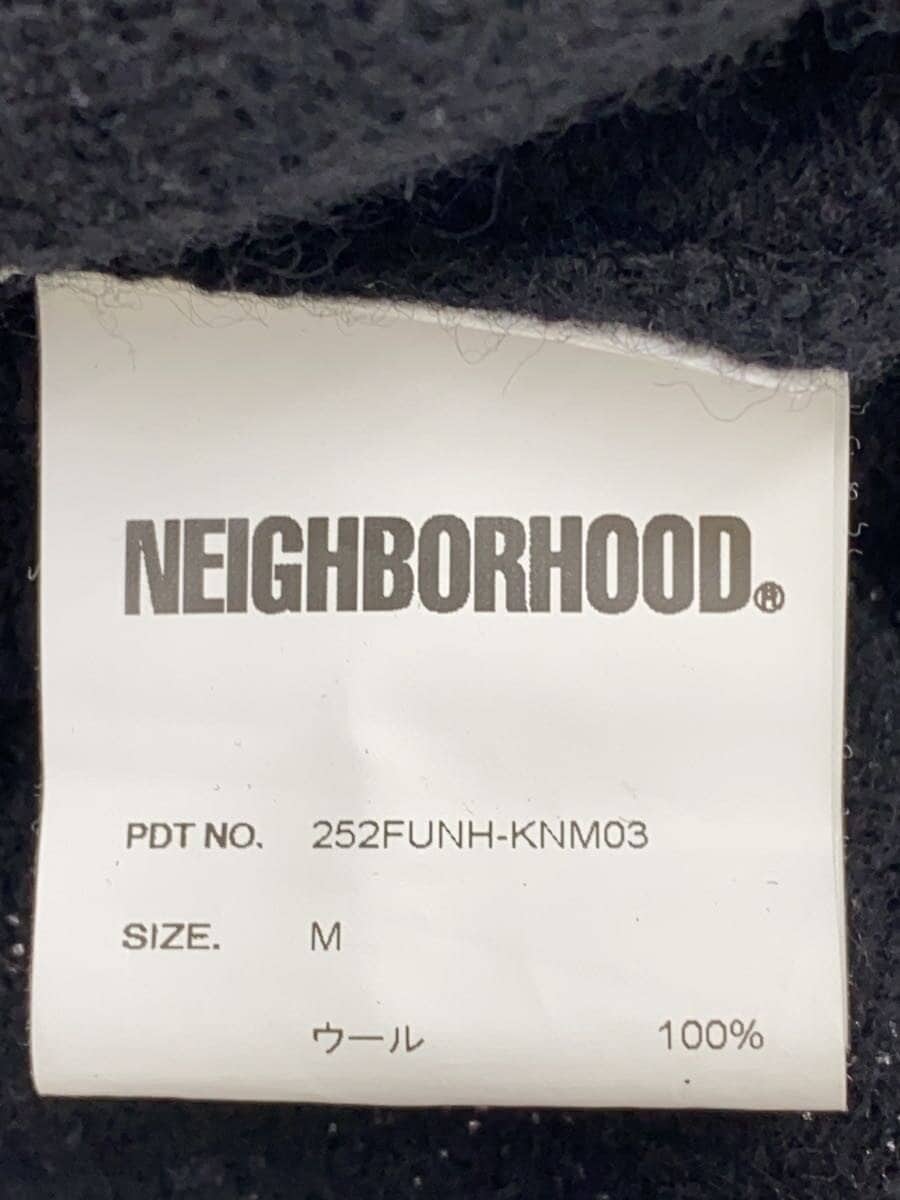 NEIGHBORHOOD®
PDT NO. 252FUNH-KNM03
SIZE. M
ウール 100%